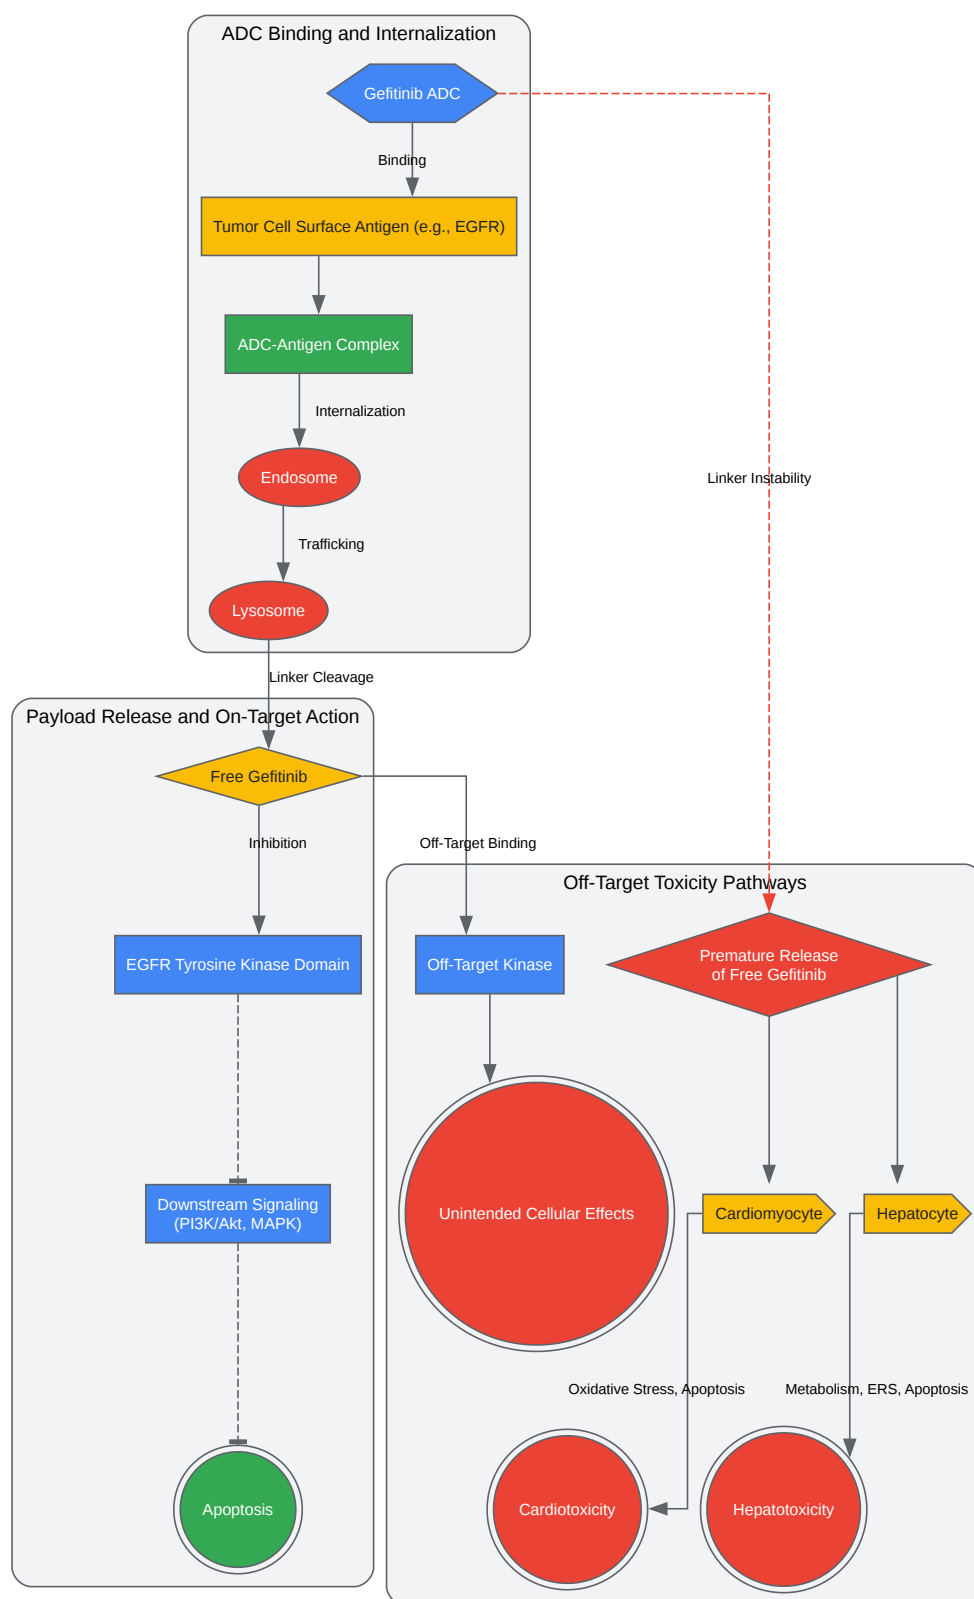 ADC Binding and Internalization
Gefitinib ADC
Binding
Tumor Cell Surface Antigen (e.g., EGFR)
ADC-Antigen Complex
Internalization
Endosome
Linker Instability
Trafficking
Lysosome
Linker Cleavage
Payload Release and On-Target Action
Free Gefitinib
Inhibition
Off-Target Binding
Off-Target Toxicity Pathways
EGFR Tyrosine Kinase Domain
Off-Target Kinase
Premature Release
of Free Gefitinib
Downstream Signaling
(PI3K/Akt, MAPK)
Unintended Cellular Effects
Cardiomyocyte
Hepatocyte
Oxidative Stress, Apoptosis
Metabolism, ERS, Apoptosis
Apoptosis
Cardiotoxicity
Hepatotoxicity